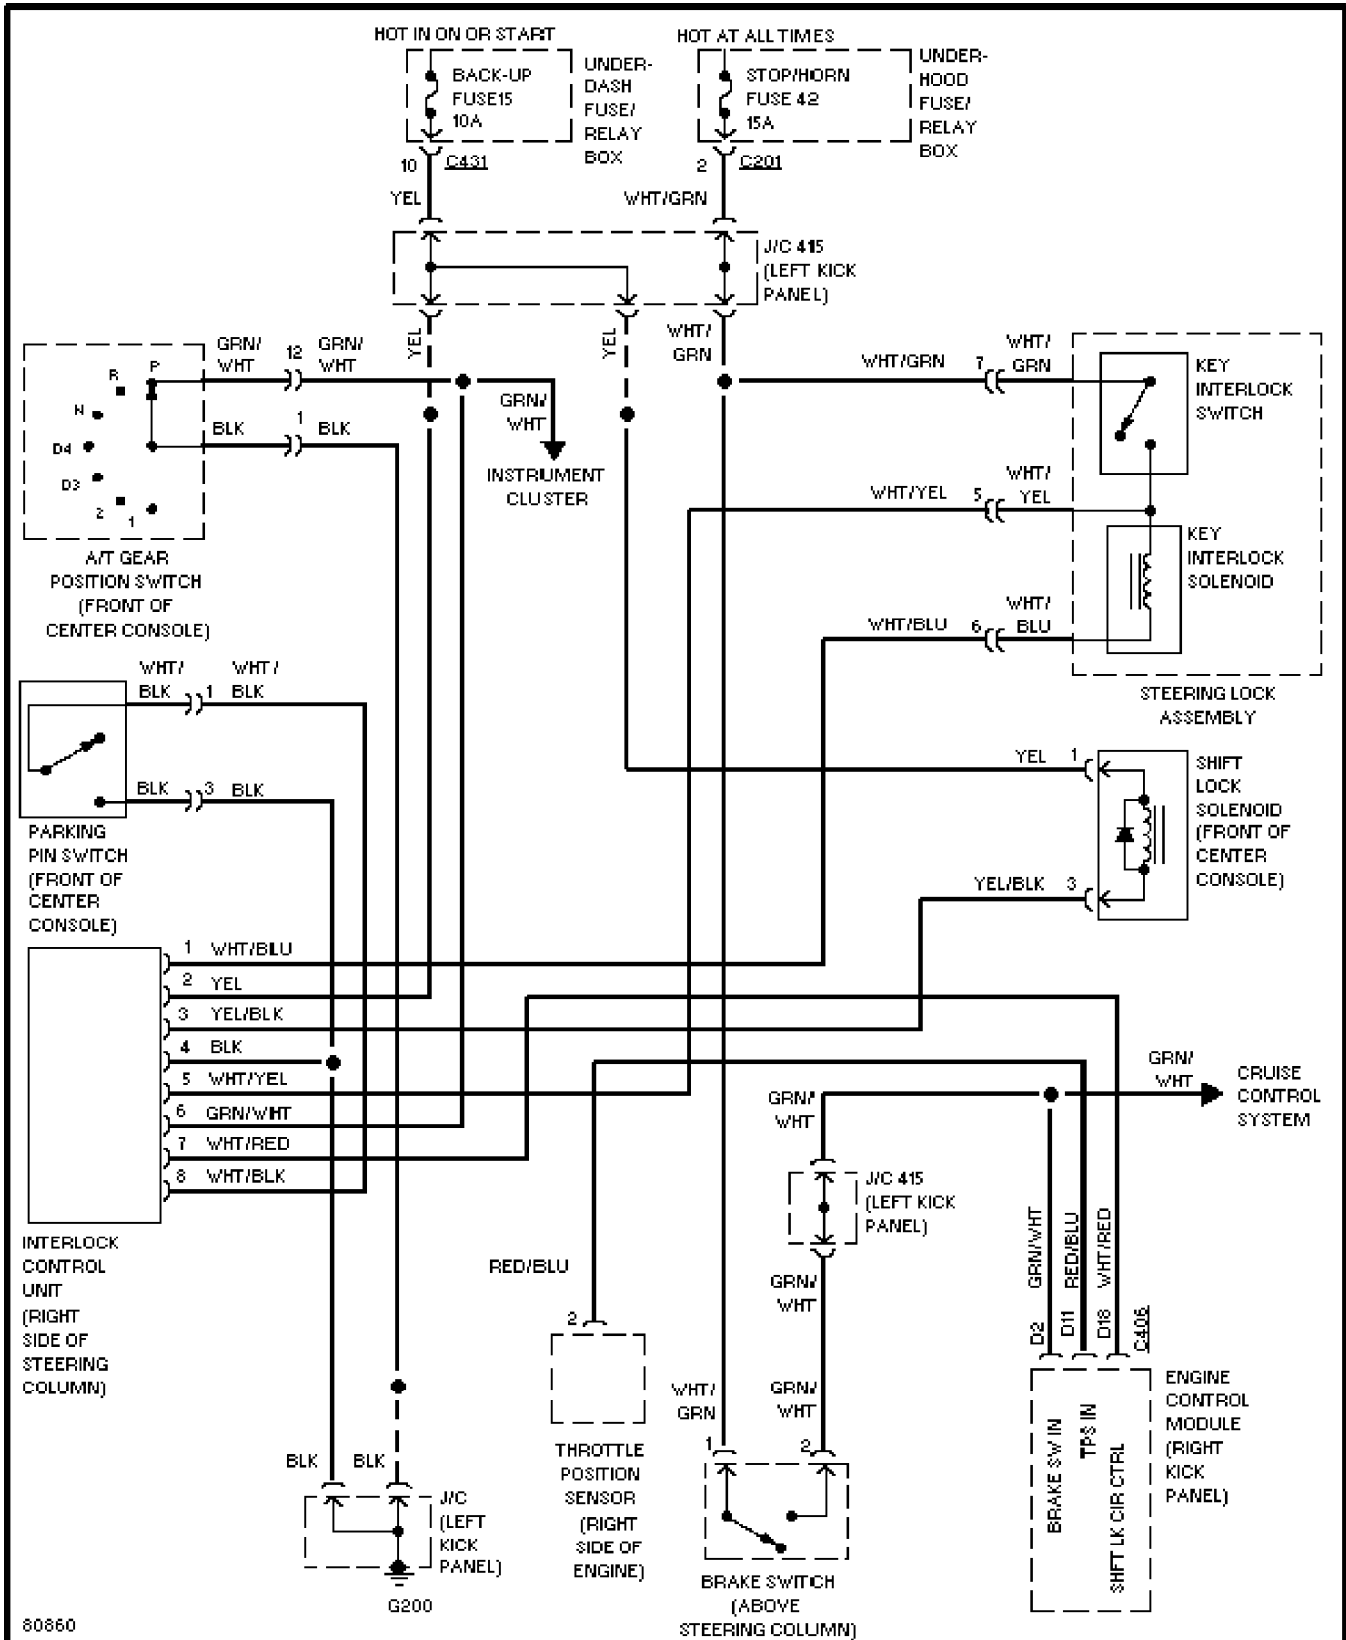 HOT IN ON OR START
HOT AT ALL TIMES
BACK-UP
FUSE15
10A
UNDER-
DASH
FUSE/
RELAY
BOX
STOP/HORN
FUSE 42
15A
UNDER-
HOOD
FUSE/
RELAY
BOX
10 C431
2 C201
YEL
WHT/GRN
J/C 415
(LEFT KICK
PANEL)
YEL
YEL
WHT/
GRN
GRN/
WHT
12
GRN/
WHT
P
R
N
D4
D3
2
1
BLK 1 BLK
GRN/
WHT
INSTRUMENT
CLUSTER
A/T GEAR
POSITION SWITCH
(FRONT OF
CENTER CONSOLE)
WHT/GRN 7
WHT/
GRN
KEY
INTERLOCK
SWITCH
WHT/YEL 5
WHT/
YEL
KEY
INTERLOCK
SOLENOID
WHT/BLU 6
WHT/
BLU
STEERING LOCK
ASSEMBLY
WHT/
BLK 1
WHT/
BLK
BLK 3 BLK
PARKING
PIN SWITCH
(FRONT OF
CENTER
CONSOLE)
YEL 1
YEL/BLK 3
SHIFT
LOCK
SOLENOID
(FRONT OF
CENTER
CONSOLE)
1 WHT/BLU
2 YEL
3 YEL/BLK
4 BLK
5 WHT/YEL
6 GRN/WHT
7 WHT/RED
8 WHT/BLK
INTERLOCK
CONTROL
UNIT
(RIGHT
SIDE OF
STEERING
COLUMN)
GRN/
WHT
CRUISE
CONTROL
SYSTEM
GRN/
WHT
J/C 415
(LEFT KICK
PANEL)
GRN/
WHT
RED/BLU
2
THROTTLE
POSITION
SENSOR
(RIGHT
SIDE OF
ENGINE)
WHT/
GRN
1
GRN/
WHT
2
BRAKE SWITCH
(ABOVE
STEERING COLUMN)
GRN/WHT
RED/BLU
WHT/RED
D2
D11
D18
C406
BRAKE SW IN
TPS IN
SHFT LK CIR CTRL
ENGINE
CONTROL
MODULE
(RIGHT
KICK
PANEL)
BLK
BLK
J/C
(LEFT
KICK
PANEL)
G200
80860